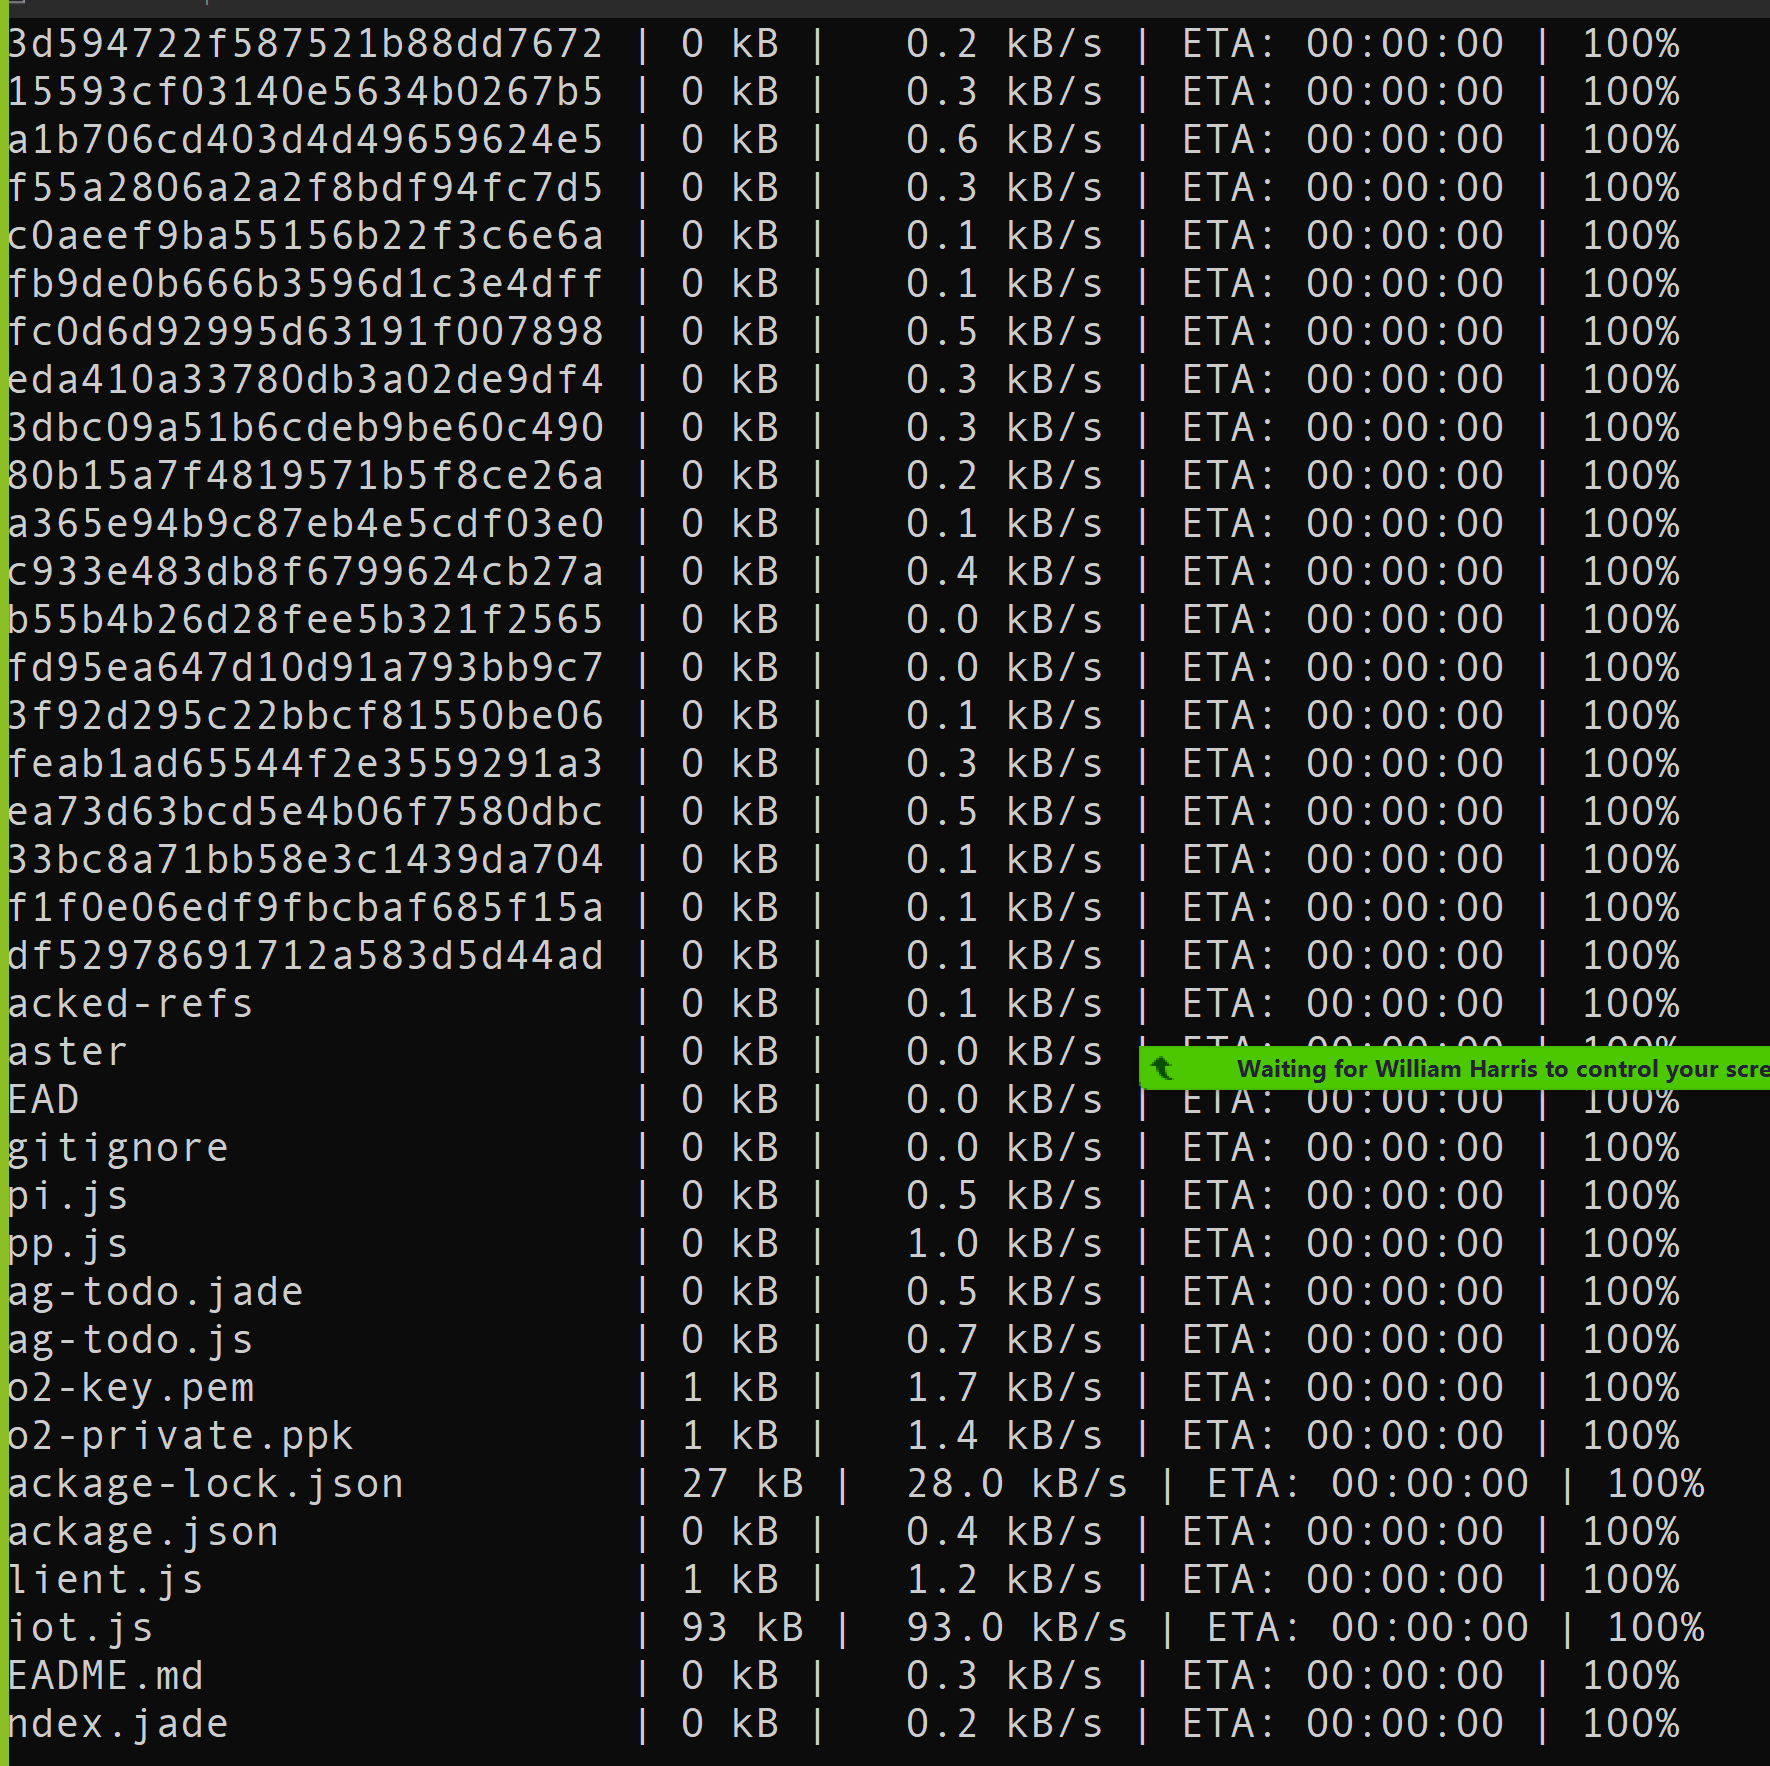 3d594722f587521b88dd7672 | 0 kB |   0.2 kB/s | ETA: 00:00:00 | 100%
15593cf03140e5634b0267b5 | 0 kB |   0.3 kB/s | ETA: 00:00:00 | 100%
a1b706cd403d4d49659624e5 | 0 kB |   0.6 kB/s | ETA: 00:00:00 | 100%
f55a2806a2a2f8bdf94fc7d5 | 0 kB |   0.3 kB/s | ETA: 00:00:00 | 100%
c0aeef9ba55156b22f3c6e6a | 0 kB |   0.1 kB/s | ETA: 00:00:00 | 100%
fb9de0b666b3596d1c3e4dff | 0 kB |   0.1 kB/s | ETA: 00:00:00 | 100%
fc0d6d92995d63191f007898 | 0 kB |   0.5 kB/s | ETA: 00:00:00 | 100%
eda410a33780db3a02de9df4 | 0 kB |   0.3 kB/s | ETA: 00:00:00 | 100%
3dbc09a51b6cdeb9be60c490 | 0 kB |   0.3 kB/s | ETA: 00:00:00 | 100%
80b15a7f4819571b5f8ce26a | 0 kB |   0.2 kB/s | ETA: 00:00:00 | 100%
a365e94b9c87eb4e5cdf03e0 | 0 kB |   0.1 kB/s | ETA: 00:00:00 | 100%
c933e483db8f6799624cb27a | 0 kB |   0.4 kB/s | ETA: 00:00:00 | 100%
b55b4b26d28fee5b321f2565 | 0 kB |   0.0 kB/s | ETA: 00:00:00 | 100%
fd95ea647d10d91a793bb9c7 | 0 kB |   0.0 kB/s | ETA: 00:00:00 | 100%
3f92d295c22bbcf81550be06 | 0 kB |   0.1 kB/s | ETA: 00:00:00 | 100%
feab1ad65544f2e3559291a3 | 0 kB |   0.3 kB/s | ETA: 00:00:00 | 100%
ea73d63bcd5e4b06f7580dbc | 0 kB |   0.5 kB/s | ETA: 00:00:00 | 100%
33bc8a71bb58e3c1439da704 | 0 kB |   0.1 kB/s | ETA: 00:00:00 | 100%
f1f0e06edf9fbcbaf685f15a | 0 kB |   0.1 kB/s | ETA: 00:00:00 | 100%
df52978691712a583d5d44ad | 0 kB |   0.1 kB/s | ETA: 00:00:00 | 100%
acked-refs | 0 kB |   0.1 kB/s | ETA: 00:00:00 | 100%
aster | 0 kB |   0.0 kB/s | ETA: 00:00:00 | 100%
Waiting for William Harris to control your scre
EAD | 0 kB |   0.0 kB/s | ETA: 00:00:00 | 100%
gitignore | 0 kB |   0.0 kB/s | ETA: 00:00:00 | 100%
pi.js | 0 kB |   0.5 kB/s | ETA: 00:00:00 | 100%
pp.js | 0 kB |   1.0 kB/s | ETA: 00:00:00 | 100%
ag-todo.jade | 0 kB |   0.5 kB/s | ETA: 00:00:00 | 100%
ag-todo.js | 0 kB |   0.7 kB/s | ETA: 00:00:00 | 100%
o2-key.pem | 1 kB |   1.7 kB/s | ETA: 00:00:00 | 100%
o2-private.ppk | 1 kB |   1.4 kB/s | ETA: 00:00:00 | 100%
ackage-lock.json | 27 kB |  28.0 kB/s | ETA: 00:00:00 | 100%
ackage.json | 0 kB |   0.4 kB/s | ETA: 00:00:00 | 100%
lient.js | 1 kB |   1.2 kB/s | ETA: 00:00:00 | 100%
iot.js | 93 kB |  93.0 kB/s | ETA: 00:00:00 | 100%
EADME.md | 0 kB |   0.3 kB/s | ETA: 00:00:00 | 100%
ndex.jade | 0 kB |   0.2 kB/s | ETA: 00:00:00 | 100%